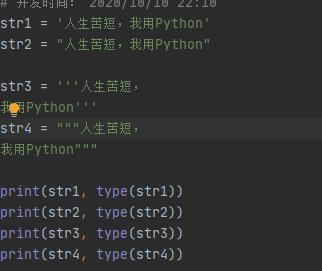 # 开发时间： 2020/10/10 22:10
str1 = '人生苦短，我用Python'
str2 = "人生苦短，我用Python"
str3 = '''人生苦短，
我用Python'''
str4 = """人生苦短，
我用Python"""
print(str1, type(str1))
print(str2, type(str2))
print(str3, type(str3))
print(str4, type(str4))